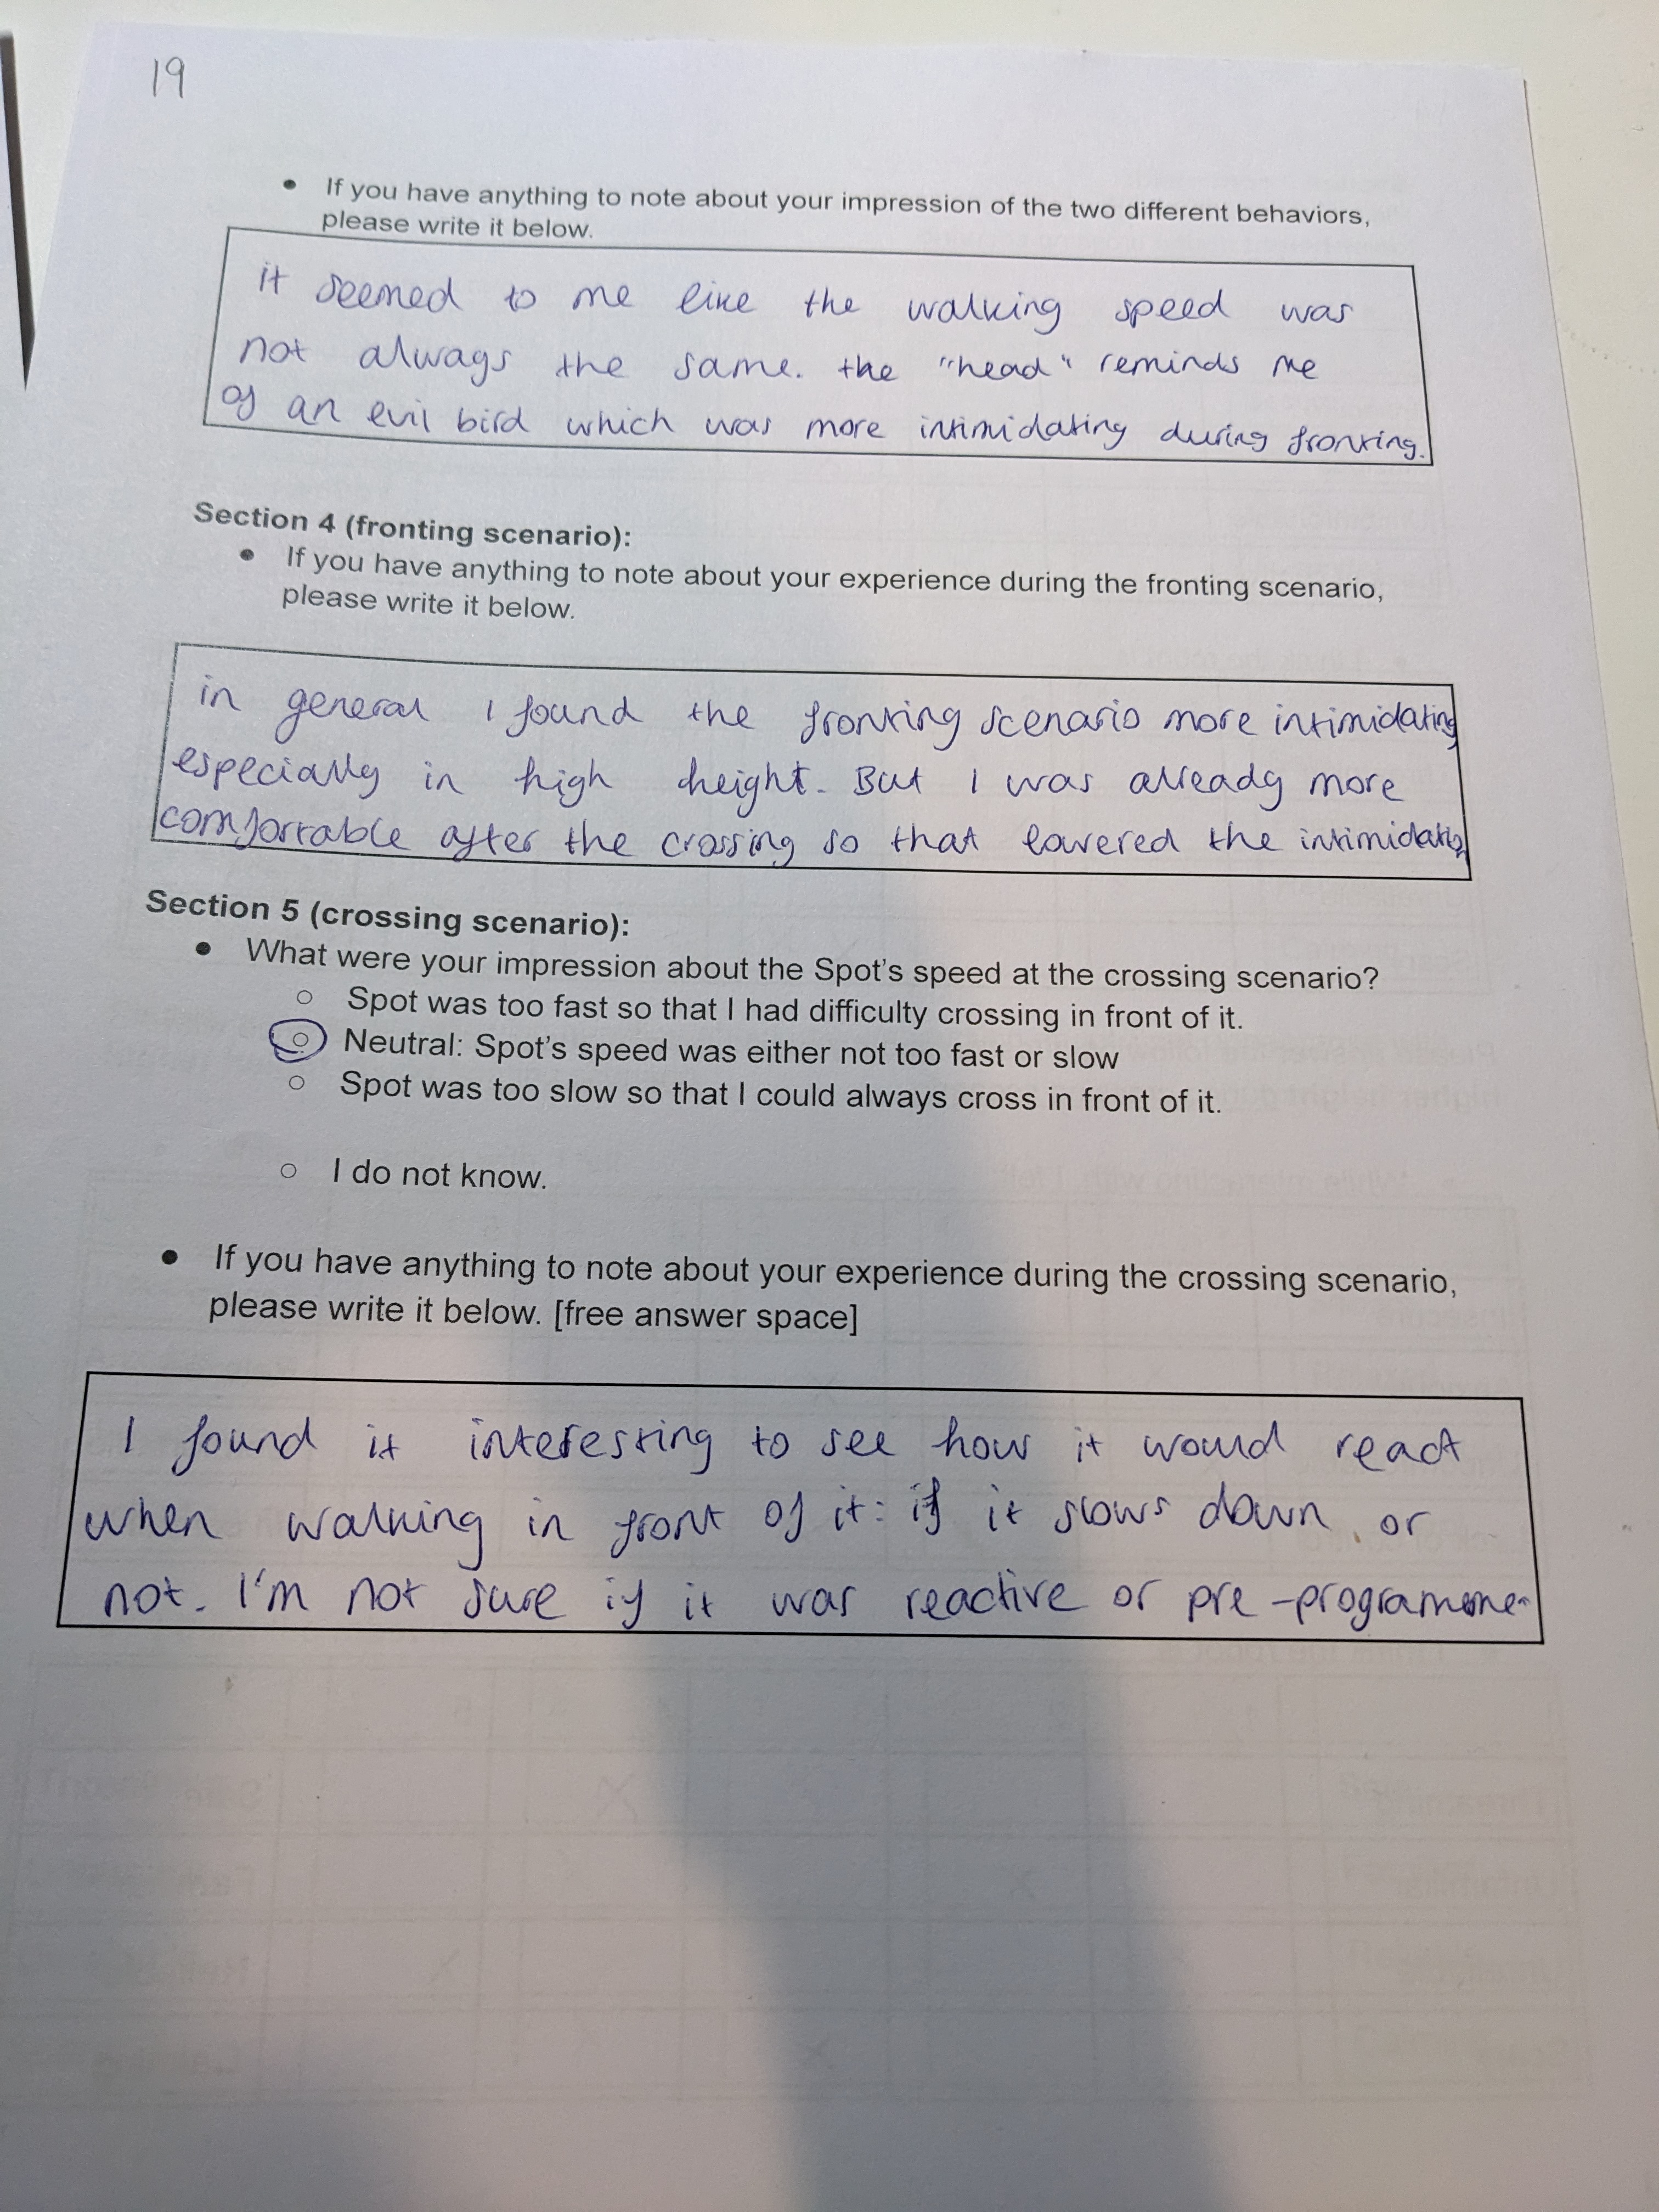 19
• If you have anything to note about your impression of the two different behaviors,
please write it below.
it seemed to me like the walking speed was
not always the same. the "head" reminds me
of an evil bird which was more intimidating during fronting.
Section 4 (fronting scenario):
• If you have anything to note about your experience during the fronting scenario,
please write it below.
in general I found the fronting scenario more intimidating
especially in high height. But I was already more
comfortable after the crossing so that lowered the
Section 5 (crossing scenario):
• What were your impression about the Spot's speed at the crossing scenario?
○ Spot was too fast so that I had difficulty crossing in front of it.
○ Neutral: Spot's speed was either not too fast or slow
○ Spot was too slow so that I could always cross in front of it.
○ I do not know.
• If you have anything to note about your experience during the crossing scenario,
please write it below. [free answer space]
I found it interesting to see how it would react
when walking in front of it: if it slows down or
not. I'm not sure if it was reactive or